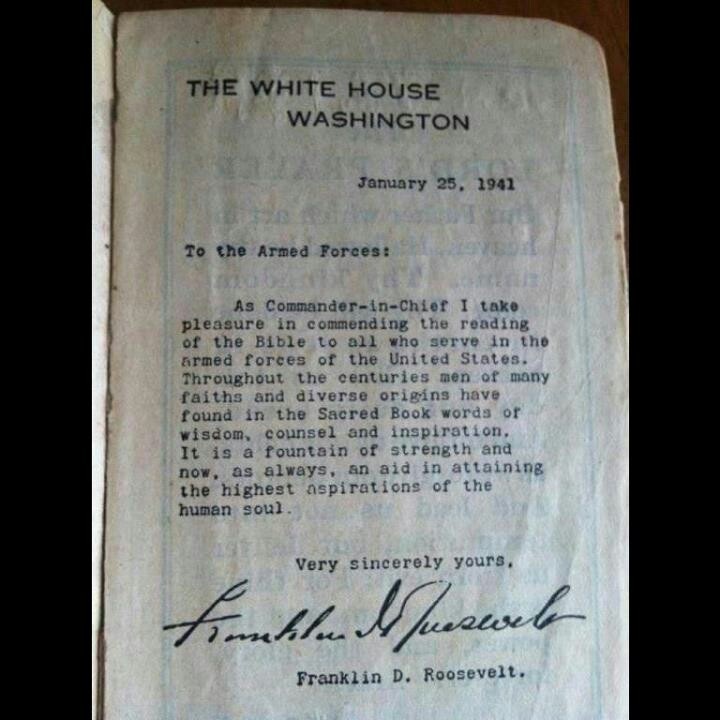 THE WHITE HOUSE
WASHINGTON
January 25, 1941
To the Armed Forces:
As Commander-in-Chief I take
pleasure in commending the reading
of the Bible to all who serve in the
armed forces of the United States.
Throughout the centuries men of many
faiths and diverse origins have
found in the Sacred Book words of
wisdom, counsel and inspiration.
It is a fountain of strength and
now, as always, an aid in attaining
the highest aspirations of the
human soul.
Very sincerely yours,
Franklin D Roosevelt
Franklin D. Roosevelt.